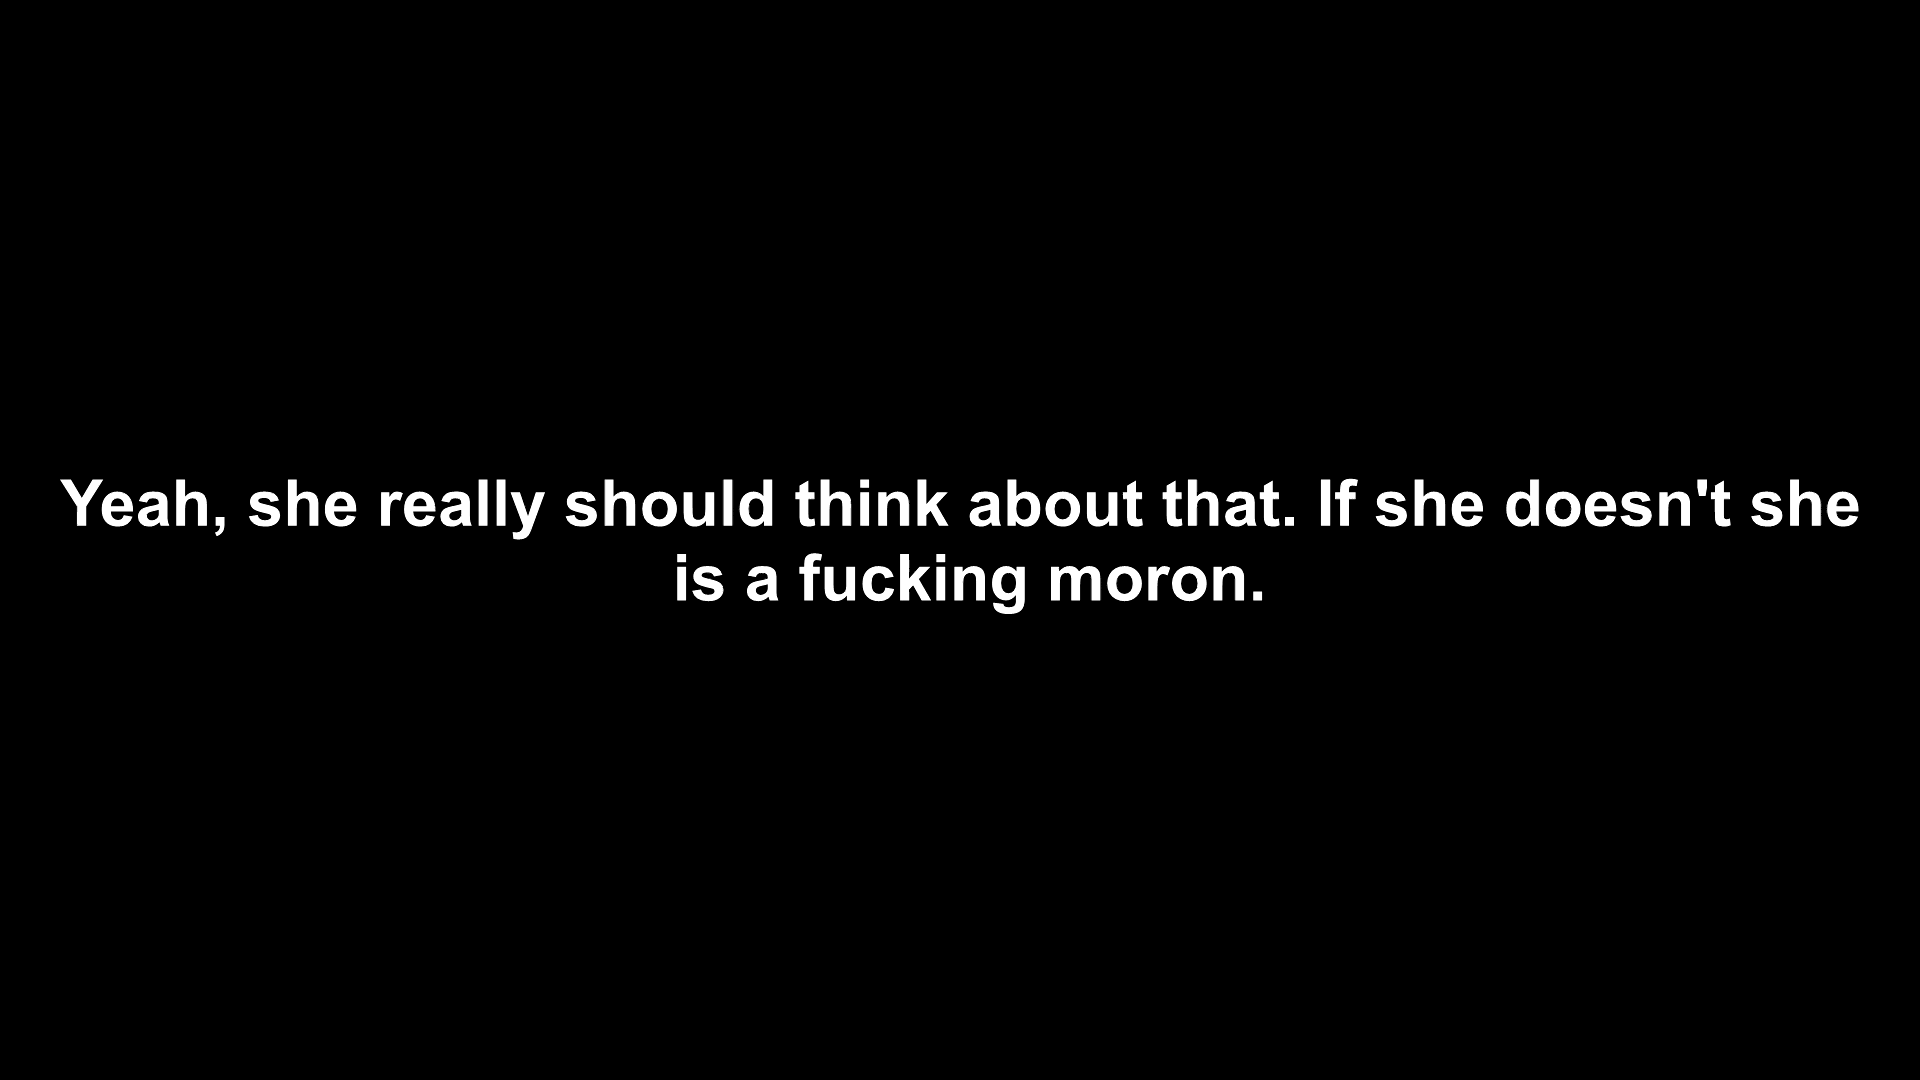 Yeah, she really should think about that. If she doesn't she
is a fucking moron.